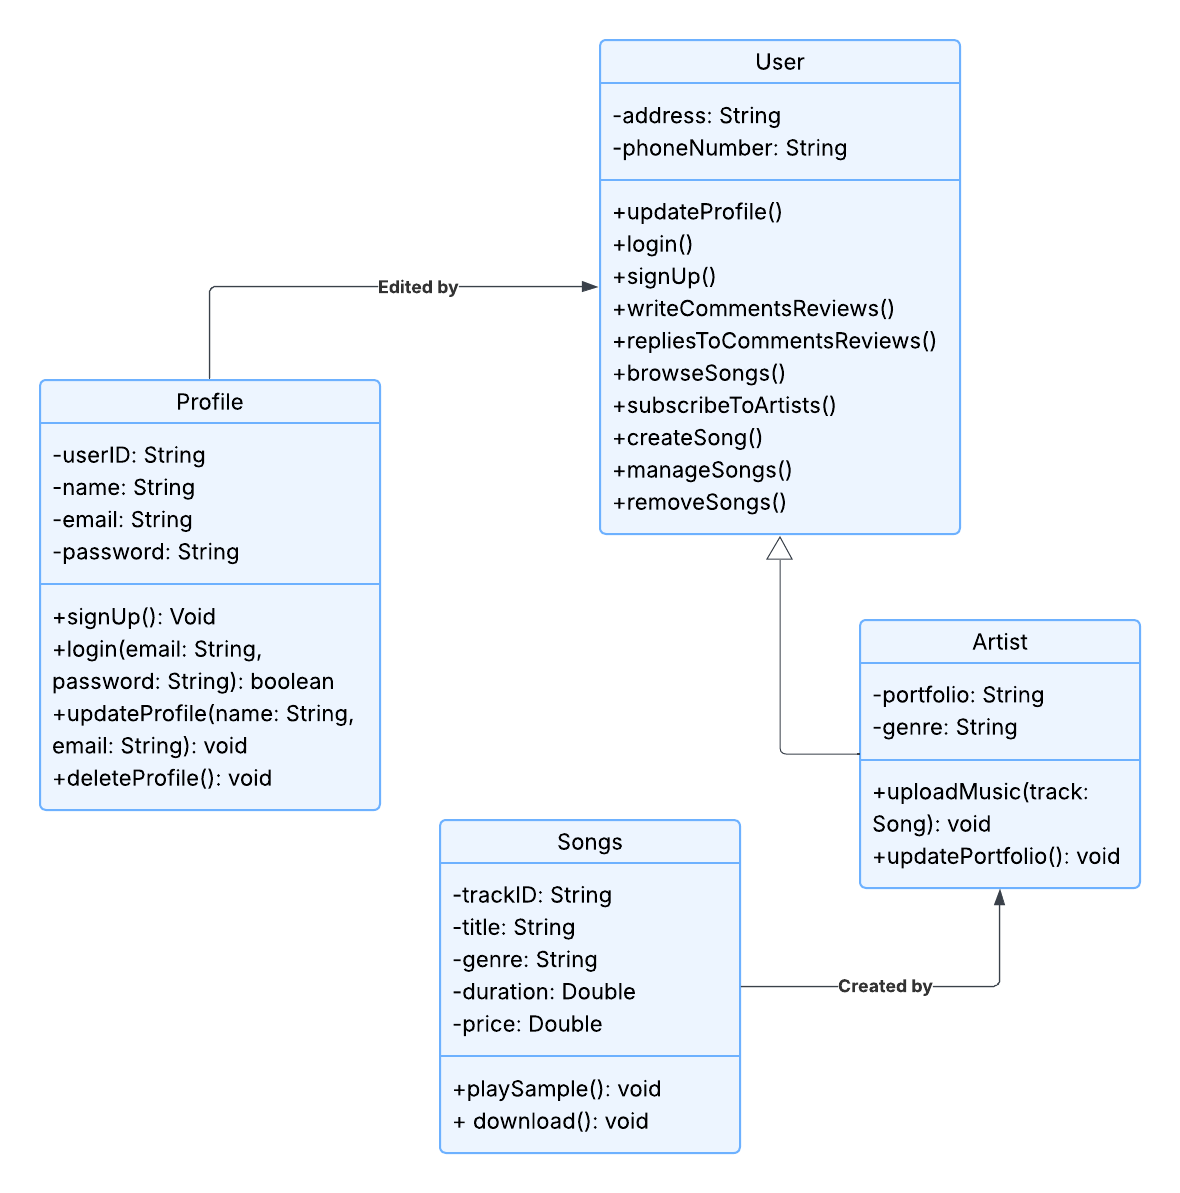 User
-address: String
-phoneNumber: String
+updateProfile()
+login()
+signUp()
+writeCommentsReviews()
+repliesToCommentsReviews()
+browseSongs()
+subscribeToArtists()
+createSong()
+manageSongs()
+removeSongs()
Edited by
Profile
-userID: String
-name: String
-email: String
-password: String
+signUp(): Void
+login(email: String,
password: String): boolean
+updateProfile(name: String,
email: String): void
+deleteProfile(): void
Artist
-portfolio: String
-genre: String
+uploadMusic(track:
Song): void
+updatePortfolio(): void
Songs
-trackID: String
-title: String
-genre: String
-duration: Double
-price: Double
+playSample(): void
+ download(): void
Created by